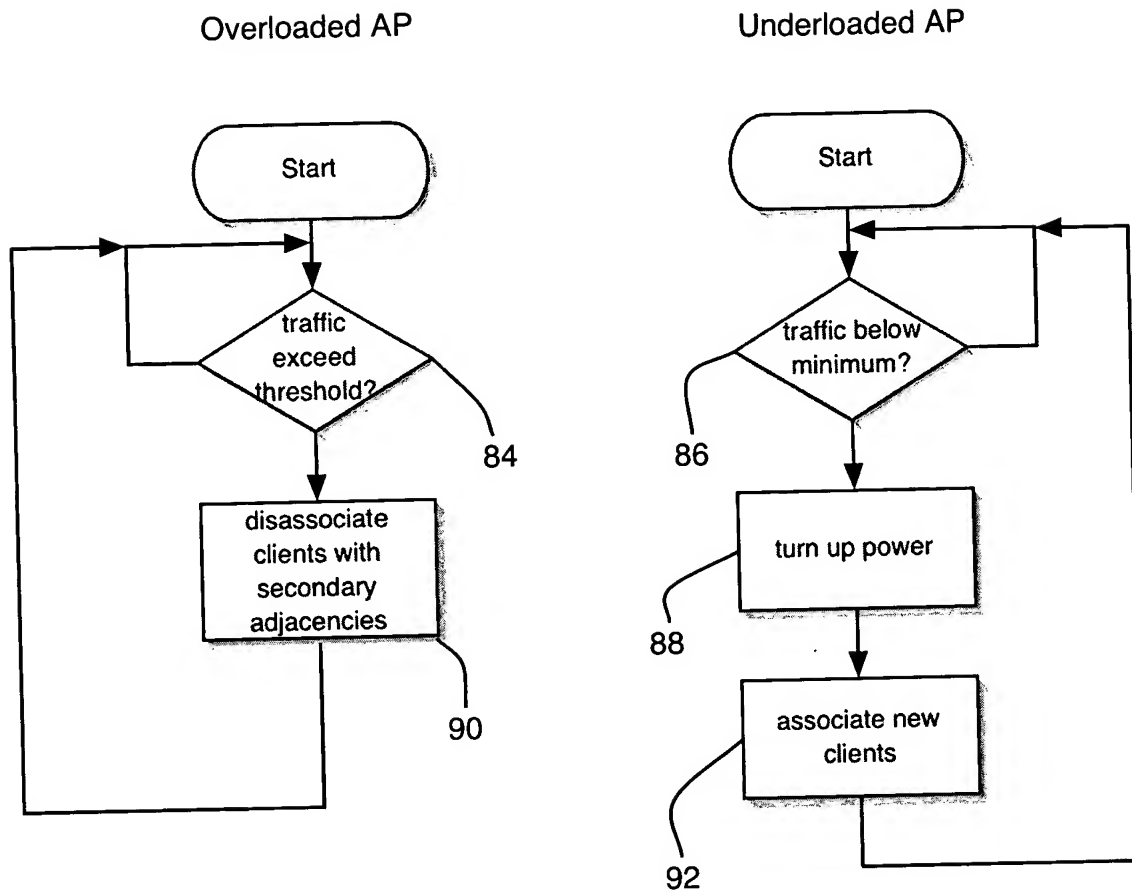 Overloaded AP
Start
traffic
exceed
threshold?
84
disassociate
clients with
secondary
adjacencies
90
Underloaded AP
Start
traffic below
minimum?
86
turn up power
88
associate new
clients
92